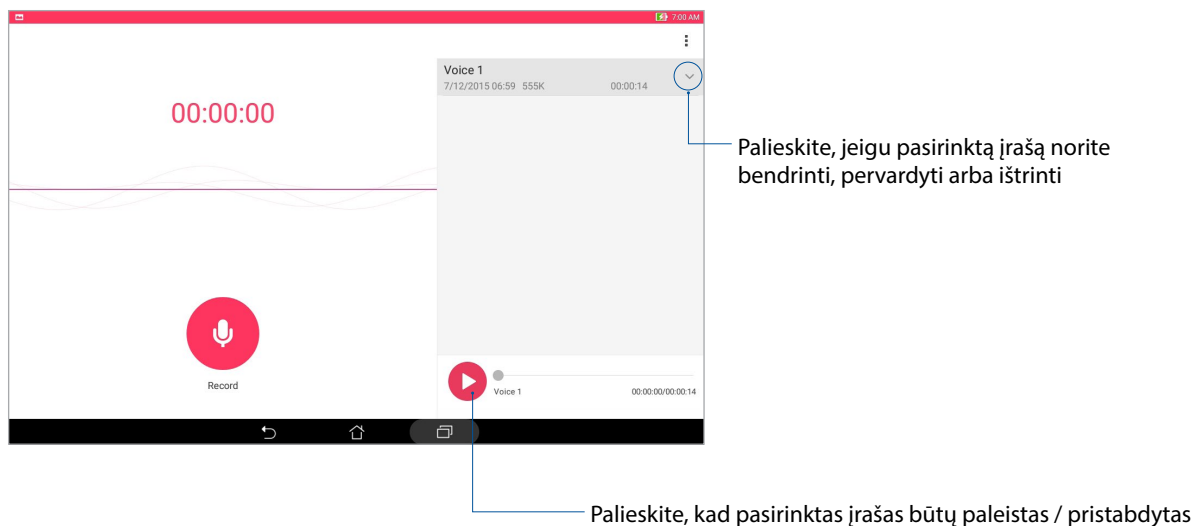 7:00 AM
Voice 1
7/12/2015 06:59 555K 00:00:14
00:00:00
Palieskite, jeigu pasirinktą įrašą norite
bendrinti, pervardyti arba ištrinti
Record
Voice 1 00:00:00/00:00:14
Palieskite, kad pasirinktas įrašas būtų paleistas / pristabdytas